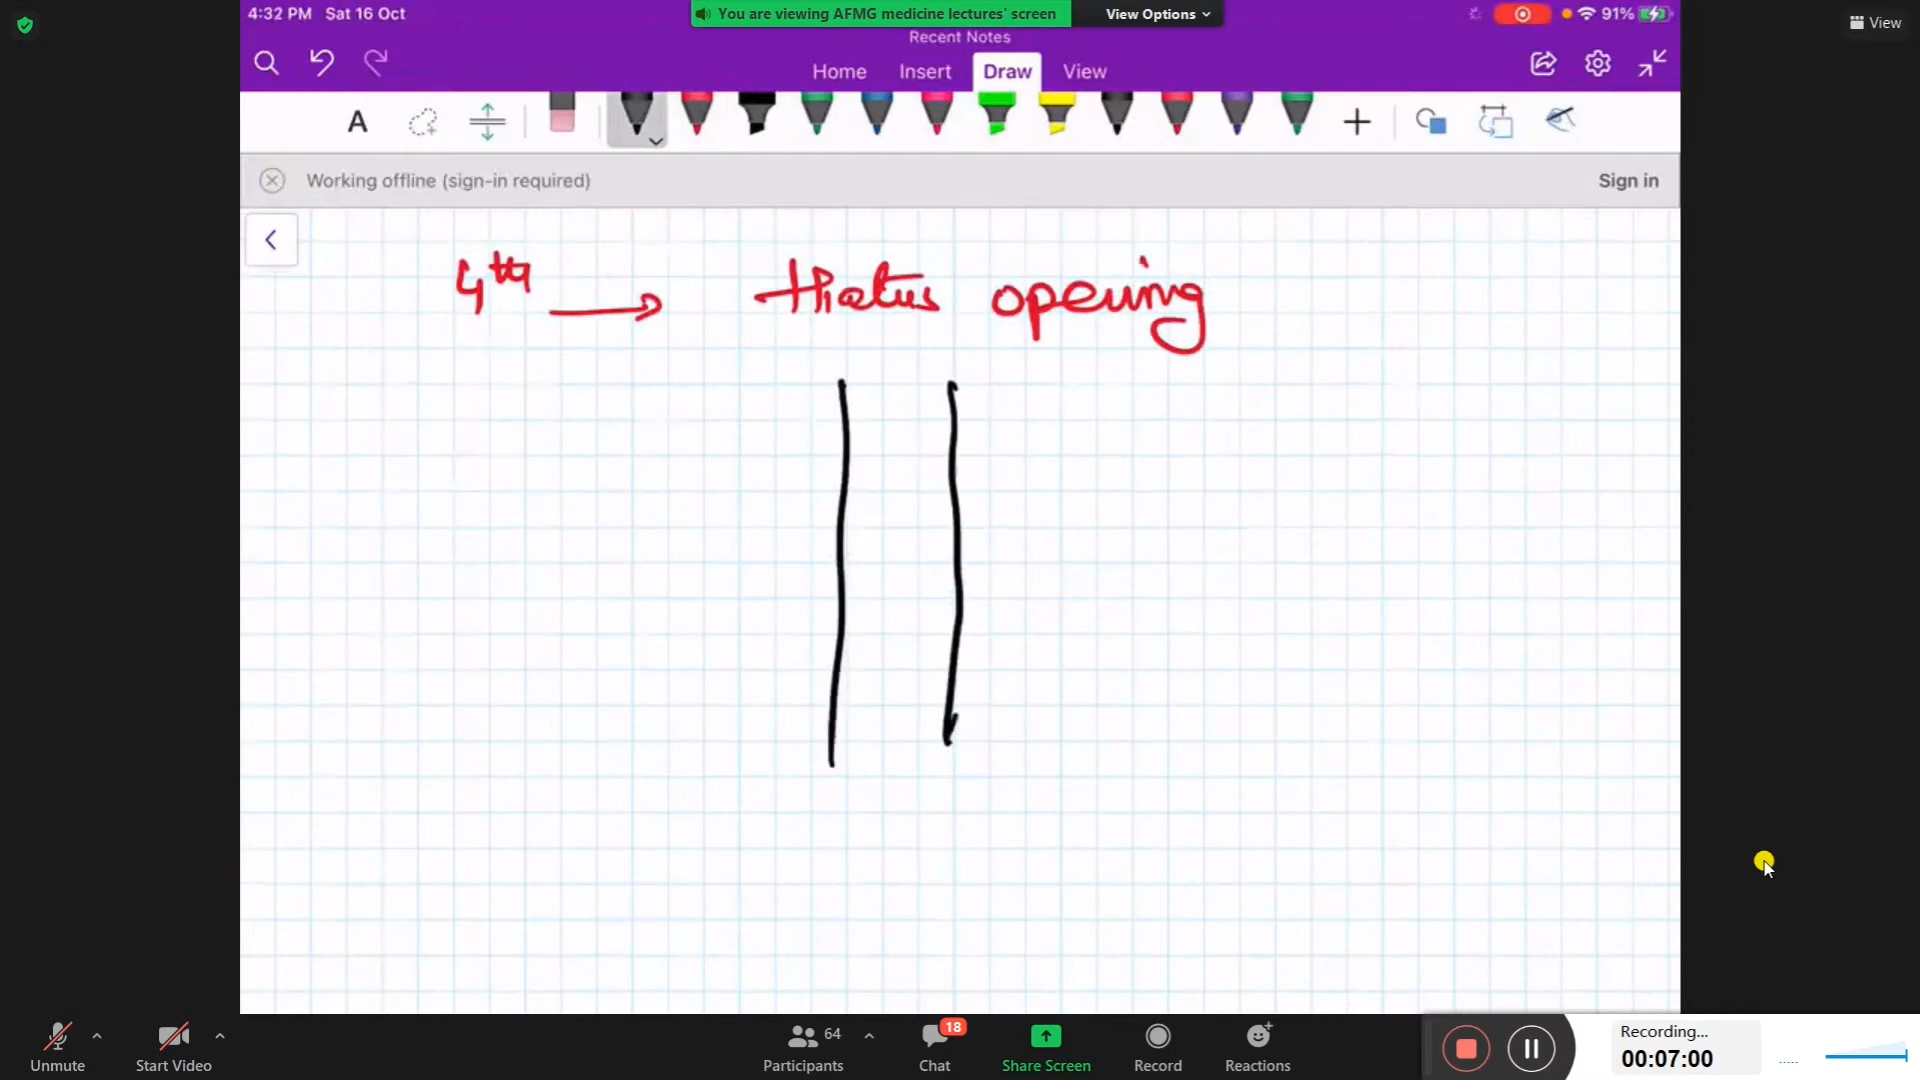 4:32 PM Sat 16 Oct
You are viewing AFMG medicine lectures' screen
View Options
91%
View
Recent Notes
Home Insert Draw View
A
Working offline (sign-in required)
Sign in
4th → Hiatus opening
Unmute
Start Video
64
Participants
18
Chat
Share Screen
Record
Reactions
Recording...
00:07:00